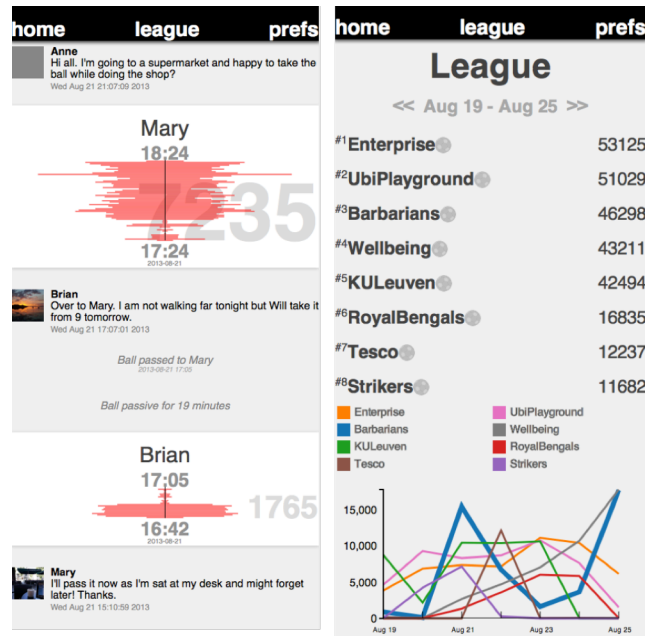 home league prefs
Anne
Hi all. I'm going to a supermarket and happy to take the
ball while doing the shop?
Wed Aug 21 21:07:09 2013
Mary
18:24
7235
17:24
2013-08-21
Brian
Over to Mary. I am not walking far tonight but Will take it
from 9 tomorrow.
Wed Aug 21 17:07:01 2013
Ball passed to Mary
2013-08-21 17:05
Ball passive for 19 minutes
Brian
17:05
1765
16:42
2013-08-21
Mary
I'll pass it now as I'm sat at my desk and might forget
later! Thanks.
Wed Aug 21 15:10:59 2013
home league prefs
League
<< Aug 19 - Aug 25 >>
#1Enterprise 53125
#2UbiPlayground 51029
#3Barbarians 46298
#4Wellbeing 43211
#5KULeuven 42494
#6RoyalBengals 16835
#7Tesco 12237
#8Strikers 11682
Enterprise UbiPlayground
Barbarians Wellbeing
KULeuven RoyalBengals
Tesco Strikers
15,000
10,000
5,000
0
Aug 19 Aug 21 Aug 23 Aug 25